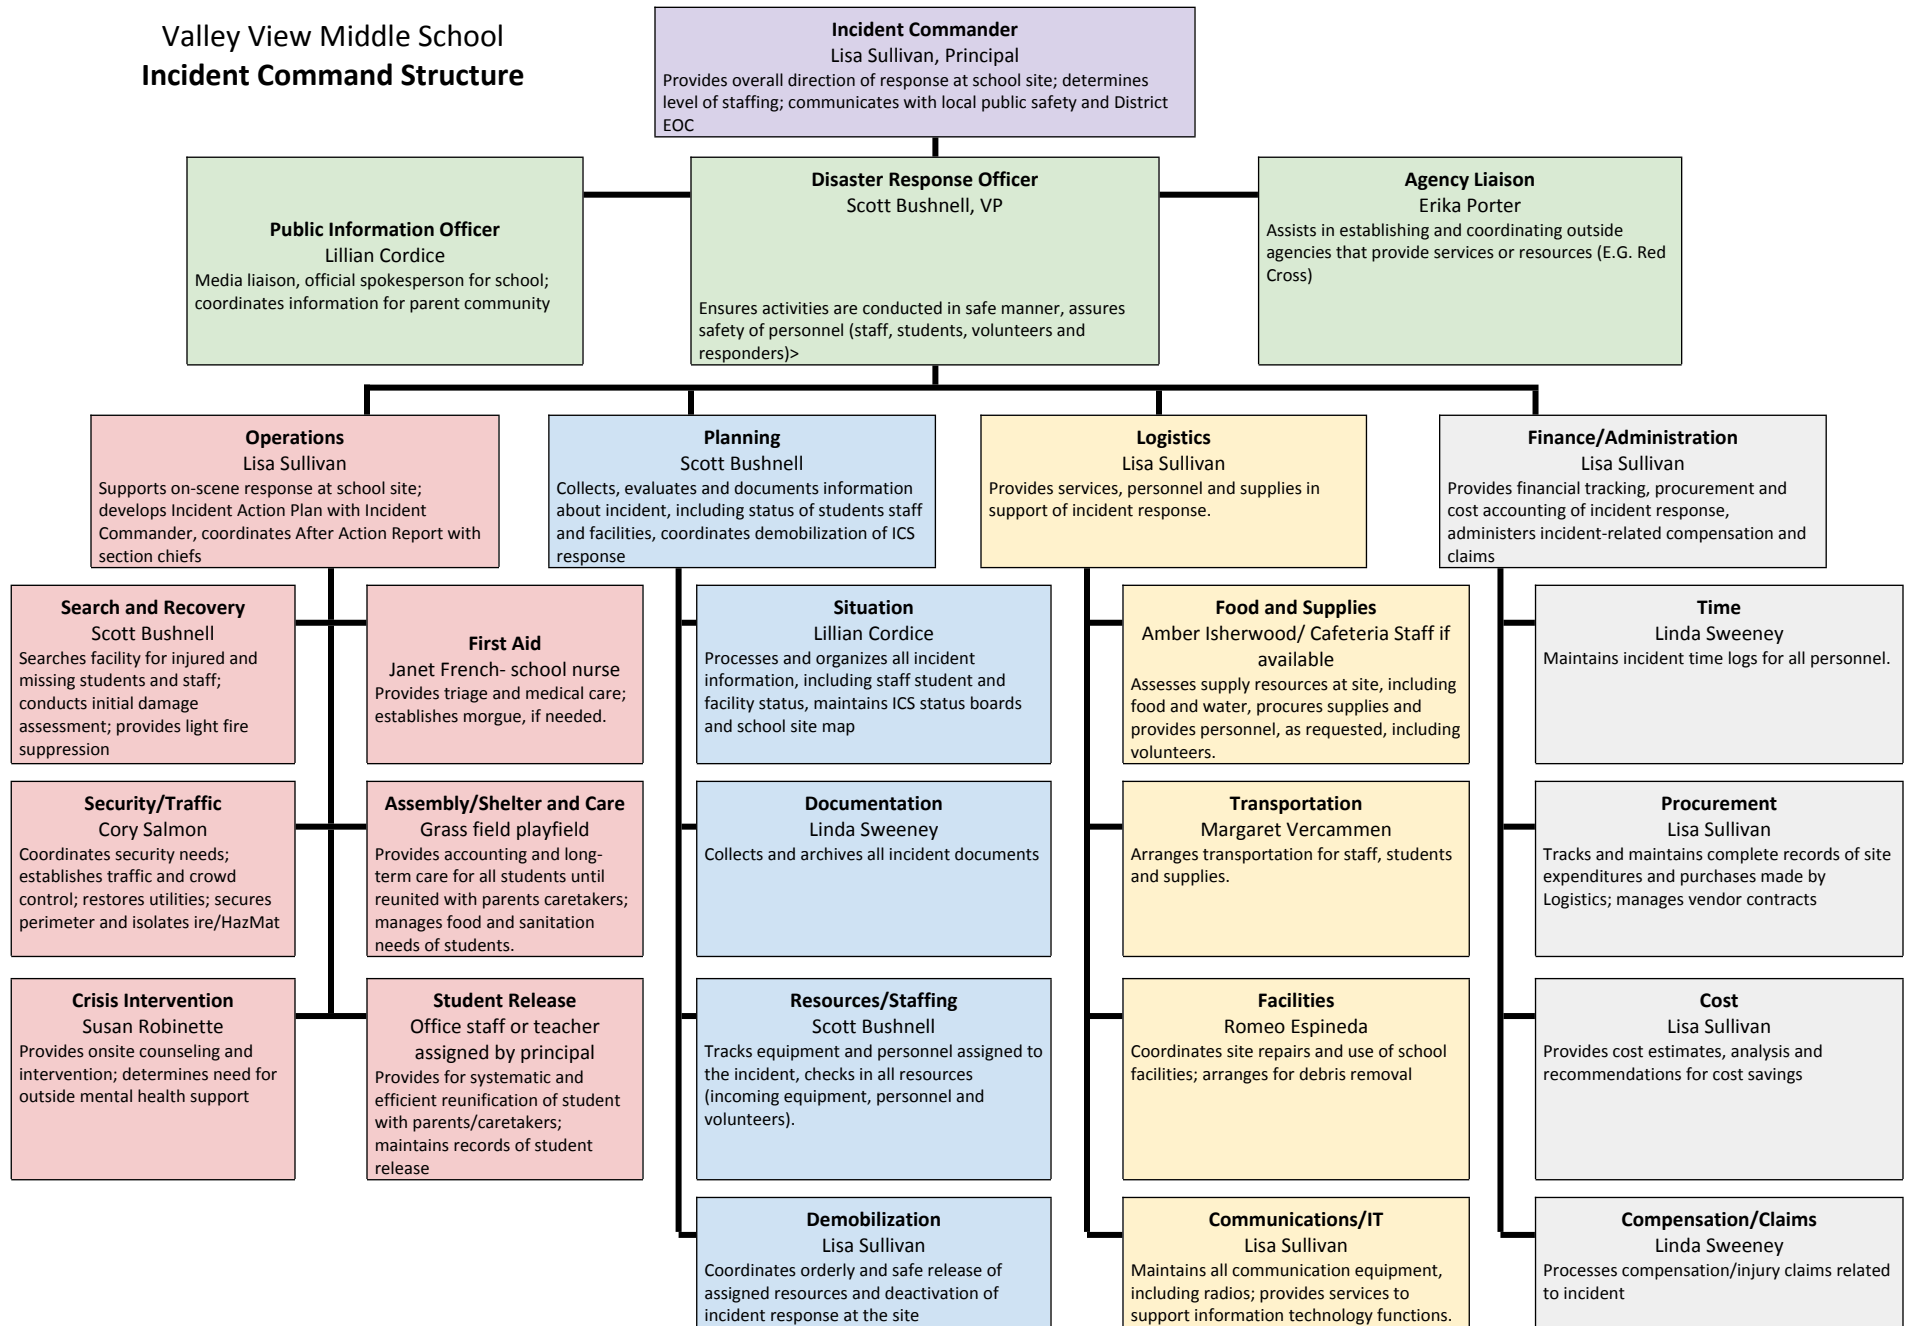 Valley View Middle School
Incident Command Structure
Incident Commander
Lisa Sullivan, Principal
Provides overall direction of response at school site; determines
level of staffing; communicates with local public safety and District
EOC
Public Information Officer
Lillian Cordice
Media liaison, official spokesperson for school;
coordinates information for parent community
Disaster Response Officer
Scott Bushnell, VP
Ensures activities are conducted in safe manner, assures
safety of personnel (staff, students, volunteers and
responders)>
Agency Liaison
Erika Porter
Assists in establishing and coordinating outside
agencies that provide services or resources (E.G. Red
Cross)
Operations
Lisa Sullivan
Supports on-scene response at school site;
develops Incident Action Plan with Incident
Commander, coordinates After Action Report with
section chiefs
Planning
Scott Bushnell
Collects, evaluates and documents information
about incident, including status of students staff
and facilities, coordinates demobilization of ICS
response
Logistics
Lisa Sullivan
Provides services, personnel and supplies in
support of incident response.
Finance/Administration
Lisa Sullivan
Provides financial tracking, procurement and
cost accounting of incident response,
administers incident-related compensation and
claims
Search and Recovery
Scott Bushnell
Searches facility for injured and
missing students and staff;
conducts initial damage
assessment; provides light fire
suppression
First Aid
Janet French- school nurse
Provides triage and medical care;
establishes morgue, if needed.
Situation
Lillian Cordice
Processes and organizes all incident
information, including staff student and
facility status, maintains ICS status boards
and school site map
Food and Supplies
Amber Isherwood/ Cafeteria Staff if
available
Assesses supply resources at site, including
food and water, procures supplies and
provides personnel, as requested, including
volunteers.
Time
Linda Sweeney
Maintains incident time logs for all personnel.
Security/Traffic
Cory Salmon
Coordinates security needs;
establishes traffic and crowd
control; restores utilities; secures
perimeter and isolates ire/HazMat
Assembly/Shelter and Care
Grass field playfield
Provides accounting and long-
term care for all students until
reunited with parents caretakers;
manages food and sanitation
needs of students.
Documentation
Linda Sweeney
Collects and archives all incident documents
Transportation
Margaret Vercammen
Arranges transportation for staff, students
and supplies.
Procurement
Lisa Sullivan
Tracks and maintains complete records of site
expenditures and purchases made by
Logistics; manages vendor contracts
Crisis Intervention
Susan Robinette
Provides onsite counseling and
intervention; determines need for
outside mental health support
Student Release
Office staff or teacher
assigned by principal
Provides for systematic and
efficient reunification of student
with parents/caretakers;
maintains records of student
release
Resources/Staffing
Scott Bushnell
Tracks equipment and personnel assigned to
the incident, checks in all resources
(incoming equipment, personnel and
volunteers).
Facilities
Romeo Espineda
Coordinates site repairs and use of school
facilities; arranges for debris removal
Cost
Lisa Sullivan
Provides cost estimates, analysis and
recommendations for cost savings
Demobilization
Lisa Sullivan
Coordinates orderly and safe release of
assigned resources and deactivation of
incident response at the site
Communications/IT
Lisa Sullivan
Maintains all communication equipment,
including radios; provides services to
support information technology functions.
Compensation/Claims
Linda Sweeney
Processes compensation/injury claims related
to incident